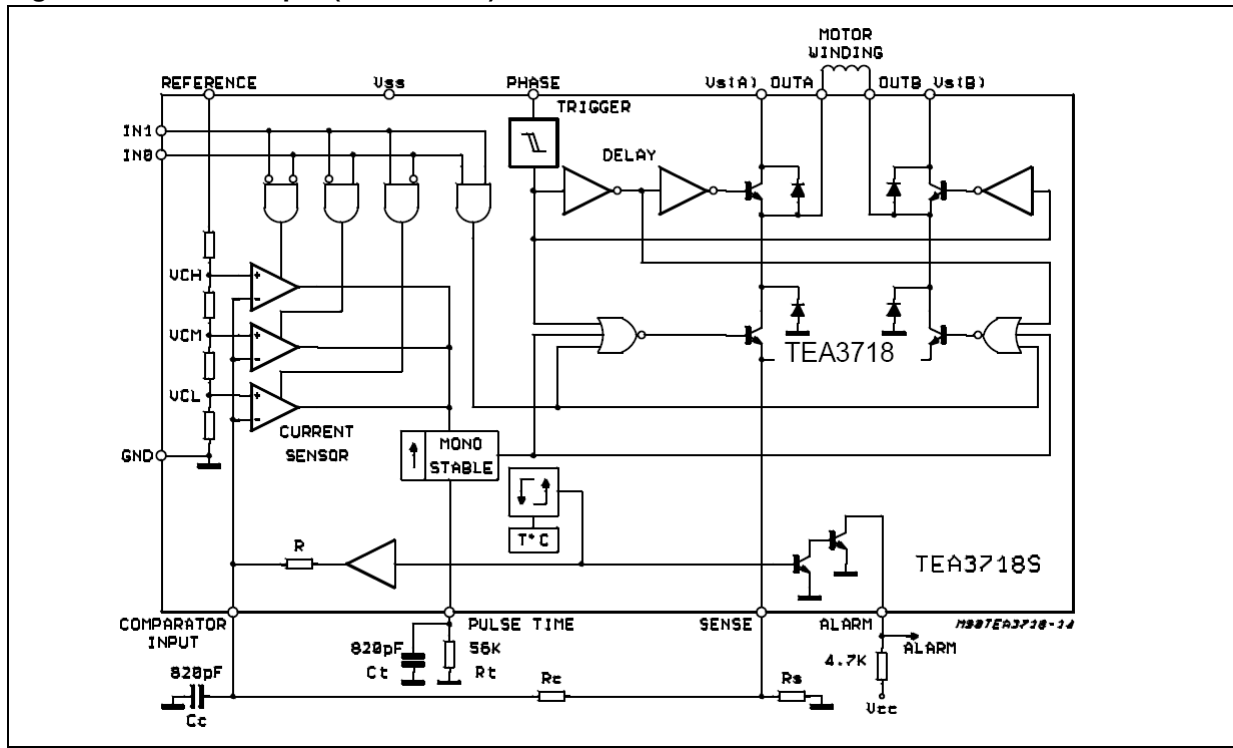 MOTOR
WINDING
REFERENCE Vss PHASE Vs(A) OUTA OUTB Vs(B)
TRIGGER
IN1
IN0
DELAY
VCH
VCM
TEA3718
VCL
CURRENT
SENSOR
MONO
STABLE
GND
T°C
R
TEA3718S
COMPARATOR
INPUT
PULSE TIME
SENSE
ALARM
M90TEA3718-14
ALARM
820pF
Ct
56K
Rt
4.7K
820pF
Cc
Rc
Rs
Vcc